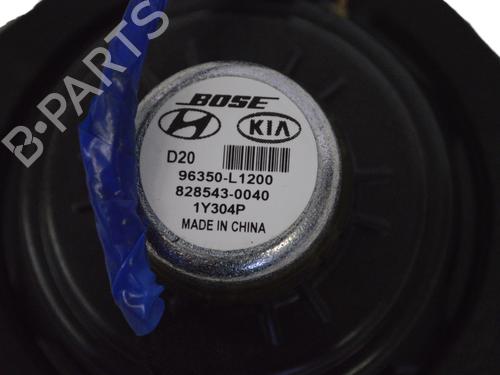 BOSE
KIA
D20
96350-L1200
828543-0040
1Y304P
MADE IN CHINA
B-PARTS